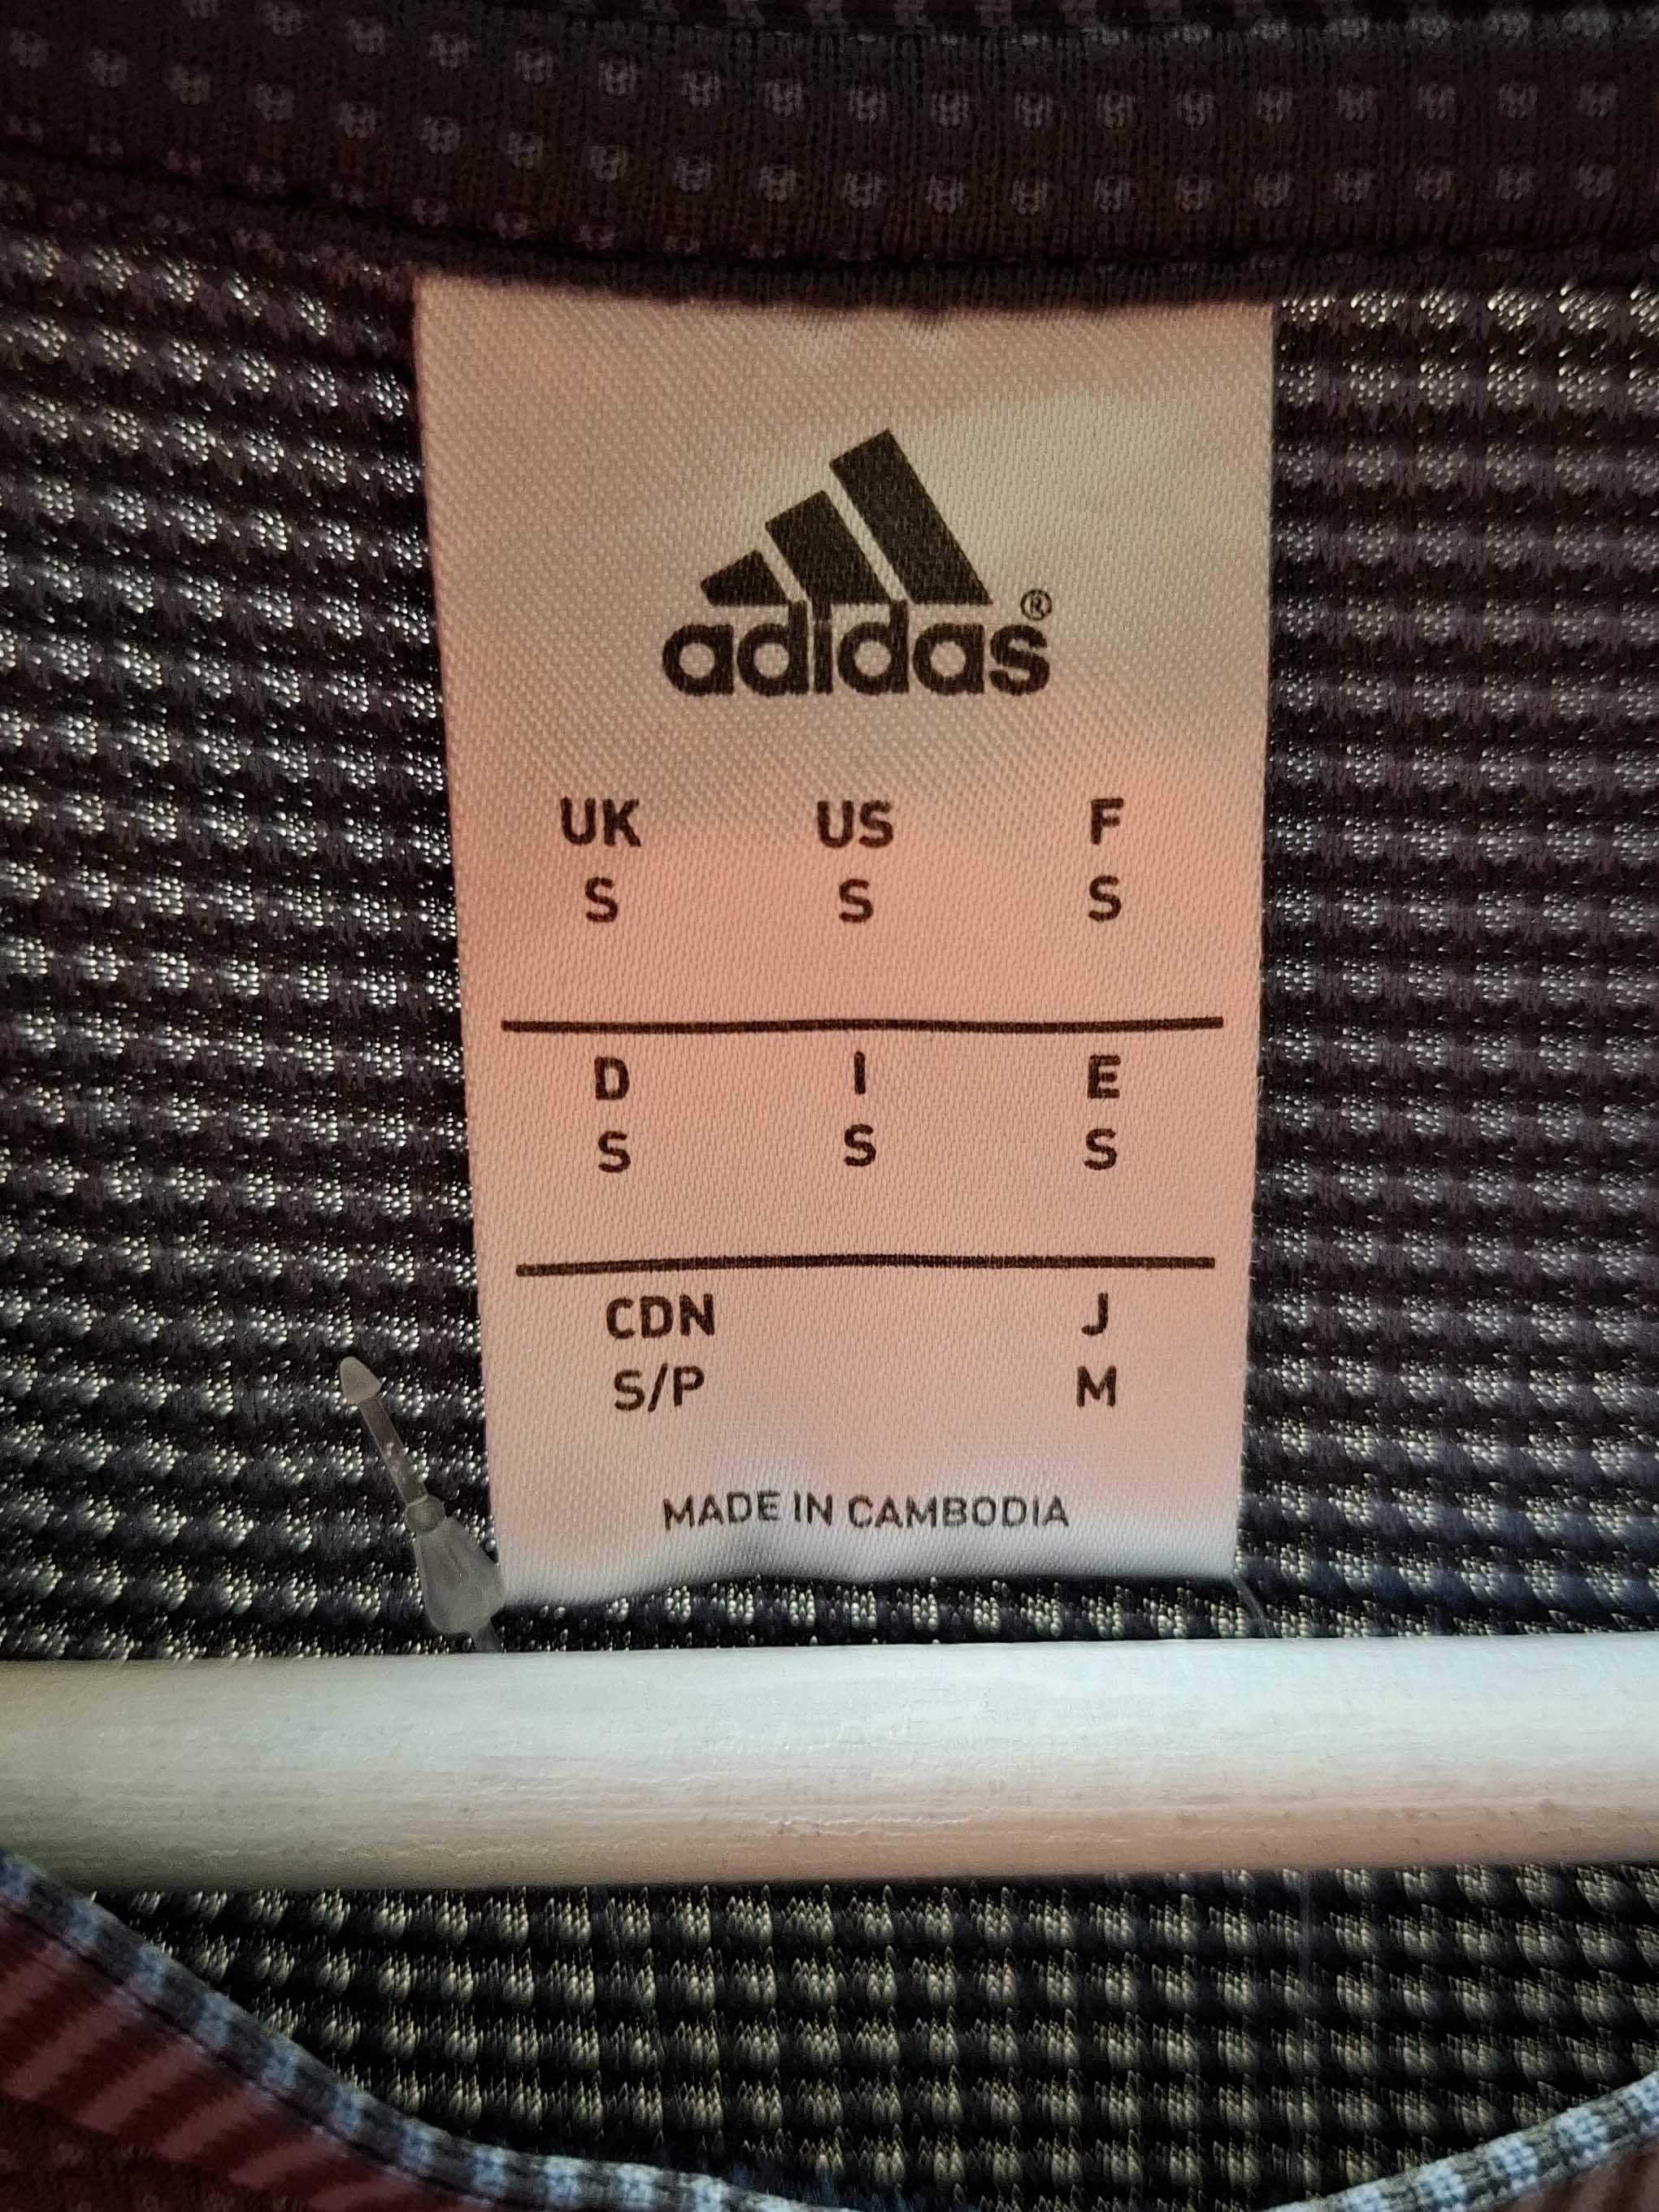 adidas®
UK US F
S S S
D I E
S S S
CDN J
S/P M
MADE IN CAMBODIA